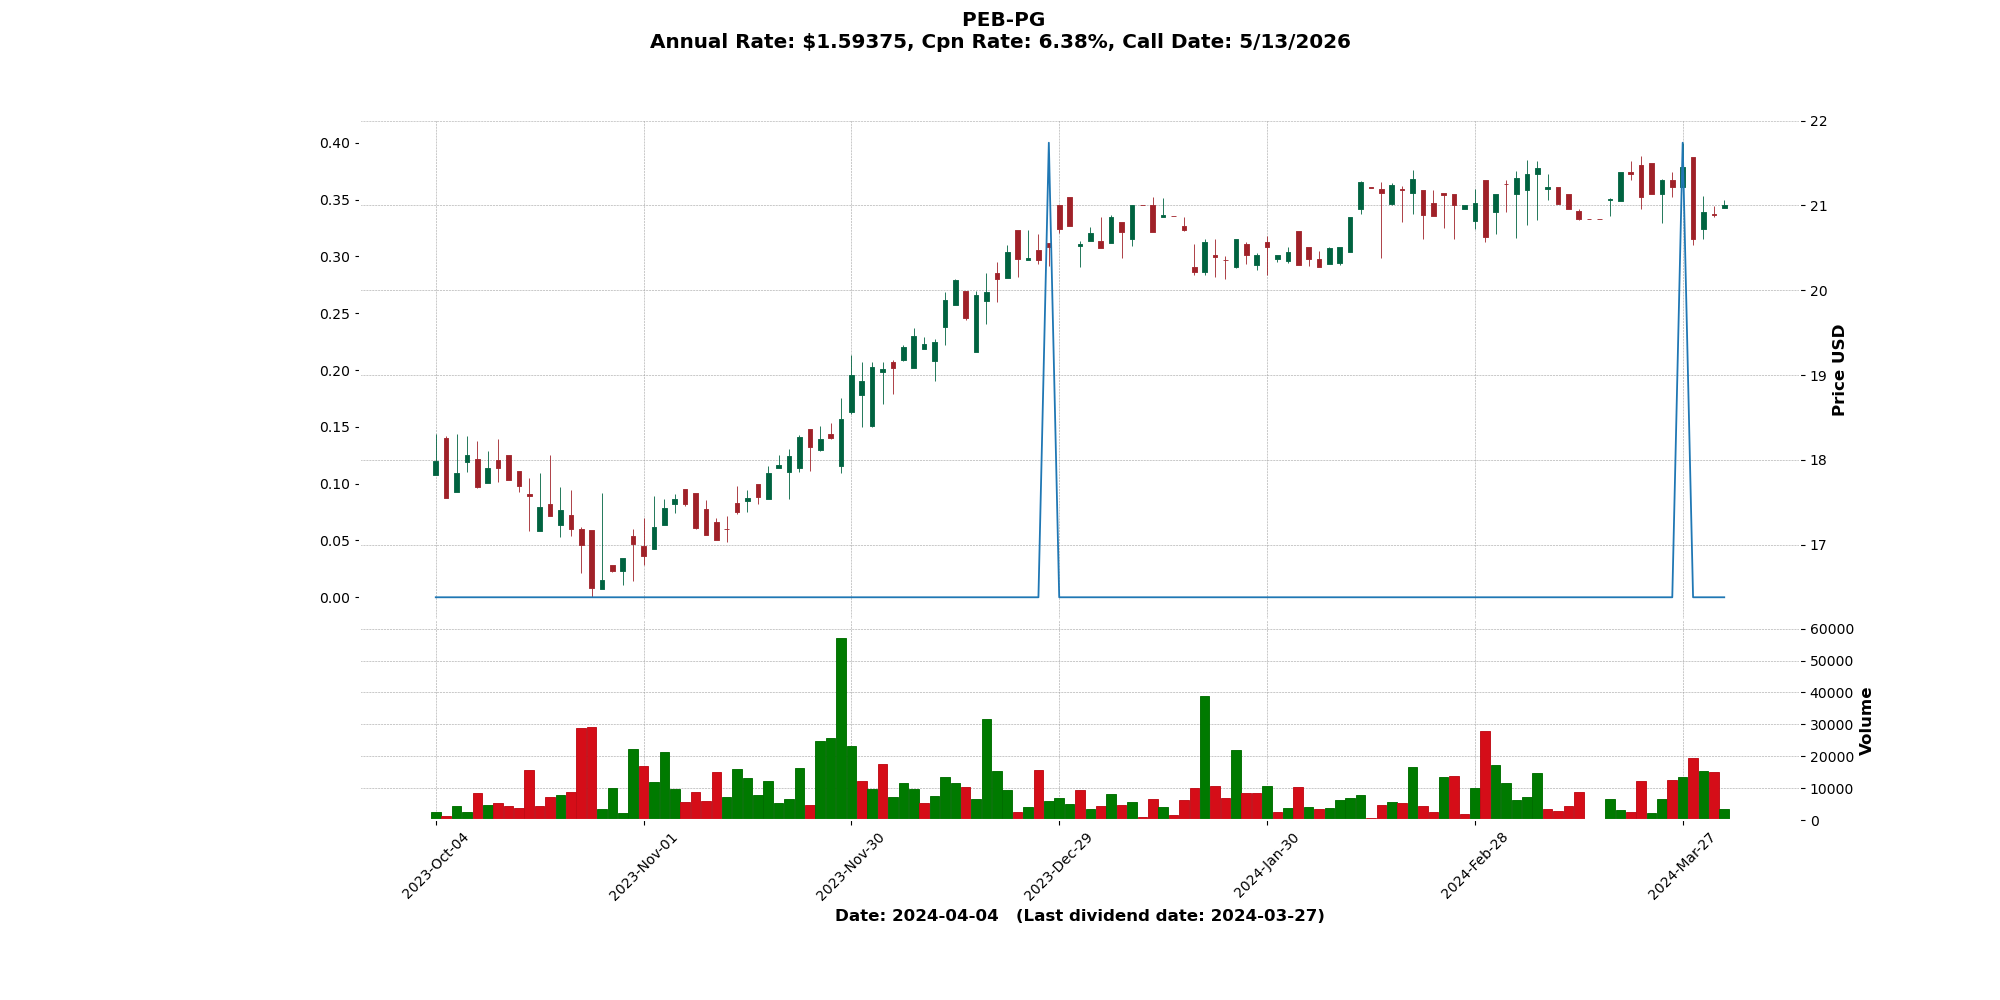 PEB-PG
Annual Rate: $1.59375, Cpn Rate: 6.38%, Call Date: 5/13/2026
0.40
0.35
0.30
0.25
0.20
0.15
0.10
0.05
0.00
22
21
20
19
18
17
Price USD
60000
50000
40000
30000
20000
10000
0
Volume
2023-Oct-04
2023-Nov-01
2023-Nov-30
2023-Dec-29
2024-Jan-30
2024-Feb-28
2024-Mar-27
Date: 2024-04-04 (Last dividend date: 2024-03-27)